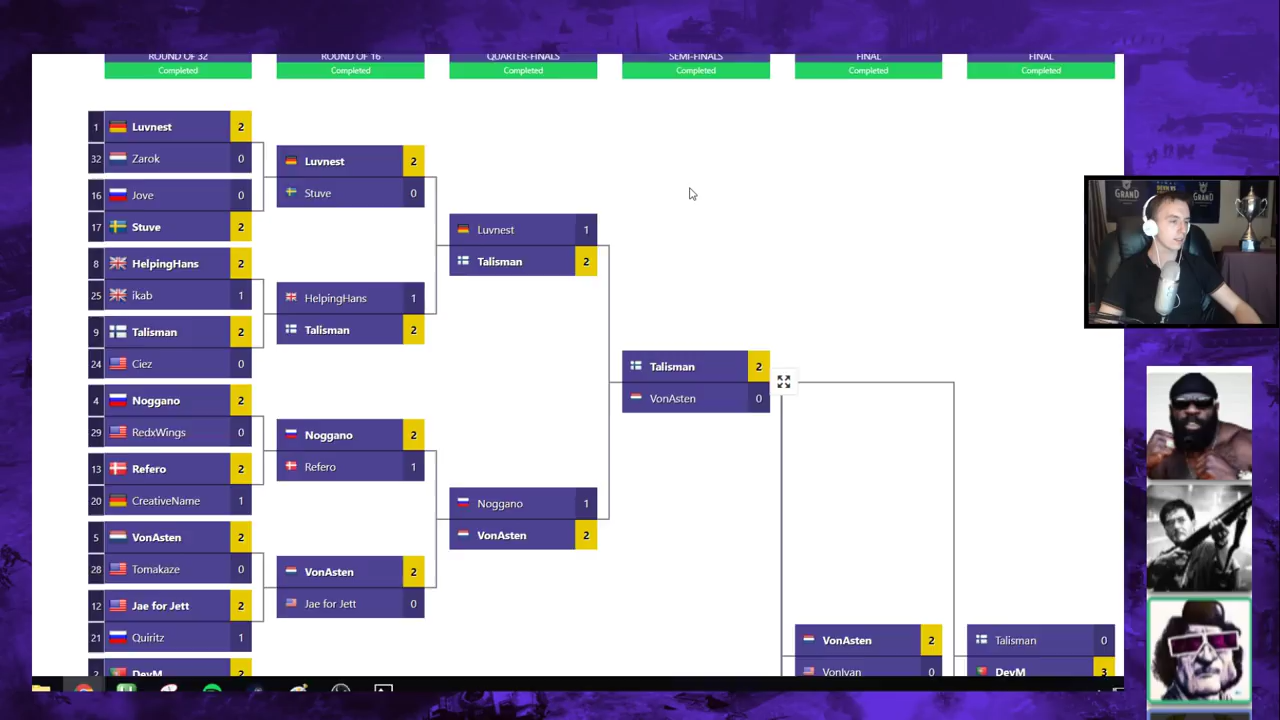 ROUND OF 32
ROUND OF 16
QUARTER-FINALS
SEMI-FINALS
FINAL
FINAL
Completed
Completed
Completed
Completed
Completed
Completed
1 Luvnest 2
32 Zarok 0
16 Jove 0
17 Stuve 2
8 HelpingHans 2
25 ikab 1
9 Talisman 2
24 Ciez 0
4 Noggano 2
29 RedxWings 0
13 Refero 2
20 CreativeName 1
5 VonAsten 2
28 Tomakaze 0
12 Jae for Jett 2
21 Quiritz 1
2 DevM 2
Luvnest 2
Stuve 0
HelpingHans 1
Talisman 2
Noggano 2
Refero 1
VonAsten 2
Jae for Jett 0
Luvnest 1
Talisman 2
Noggano 1
VonAsten 2
Talisman 2
VonAsten 0
VonAsten 2
VonIvan 0
Talisman 0
DevM 3
GRAND